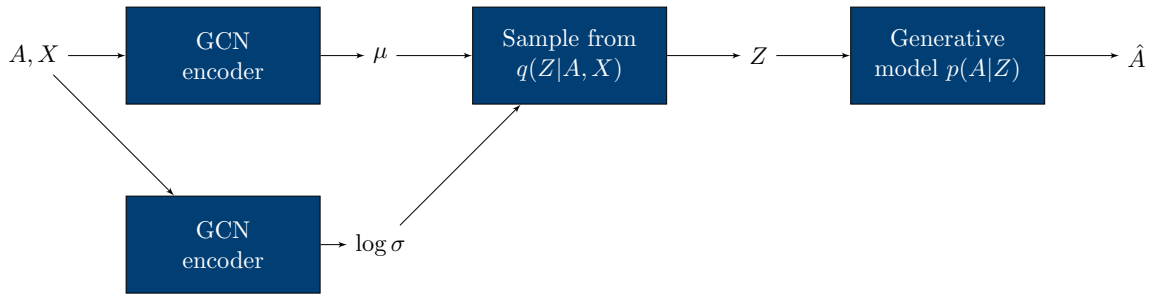 A, X
GCN
encoder
μ
Sample from
q(Z|A, X)
Z
Generative
model p(A|Z)
Â
GCN
encoder
log σ